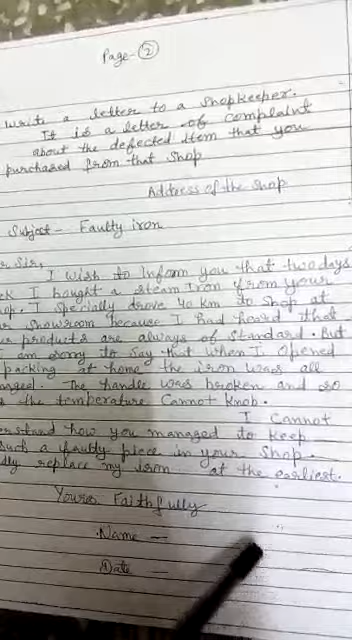 Page-②
Write a letter to a Shopkeeper.
It is a letter of complaint
about the defected item that you
purchased from that Shop
Address of the Shop
Subject- Faulty iron
Sir,
I wish to Inform you that two days
I bought a steam Iron from your
I Specially drove 40 km to Shop at
Showroom because I had heard that
products are always of Standard. But
am sorry to Say that when I Opened
packing at home the iron was all
The handle was broken and so
the temperature Cannot Knob.
I Cannot
how you managed to Keep
such a faulty piece in your Shop.
replace my iron at the earliest.
Yours Faithfully
Name -
Date -